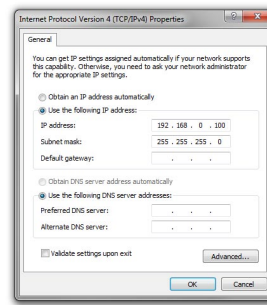 Internet Protocol Version 4 (TCP/IPv4) Properties
General
You can get IP settings assigned automatically if your network supports
this capability. Otherwise, you need to ask your network administrator
for the appropriate IP settings.
Obtain an IP address automatically
Use the following IP address:
IP address: 192 . 168 . 0 . 100
Subnet mask: 255 . 255 . 255 . 0
Default gateway: . . .
Obtain DNS server address automatically
Use the following DNS server addresses:
Preferred DNS server: . . .
Alternate DNS server: . . .
Validate settings upon exit
Advanced...
OK Cancel